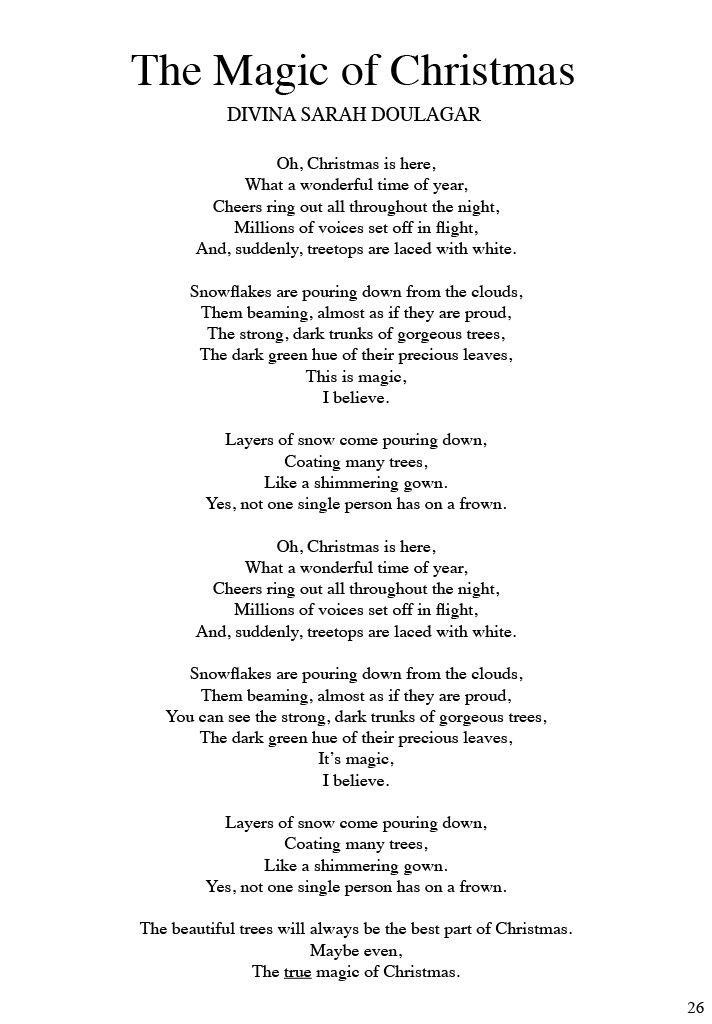 The Magic of Christmas
DIVINA SARAH DOULAGAR
Oh, Christmas is here,
What a wonderful time of year,
Cheers ring out all throughout the night,
Millions of voices set off in flight,
And, suddenly, treetops are laced with white.
Snowflakes are pouring down from the clouds,
Them beaming, almost as if they are proud,
The strong, dark trunks of gorgeous trees,
The dark green hue of their precious leaves,
This is magic,
I believe.
Layers of snow come pouring down,
Coating many trees,
Like a shimmering gown.
Yes, not one single person has on a frown.
Oh, Christmas is here,
What a wonderful time of year,
Cheers ring out all throughout the night,
Millions of voices set off in flight,
And, suddenly, treetops are laced with white.
Snowflakes are pouring down from the clouds,
Them beaming, almost as if they are proud,
You can see the strong, dark trunks of gorgeous trees,
The dark green hue of their precious leaves,
It’s magic,
I believe.
Layers of snow come pouring down,
Coating many trees,
Like a shimmering gown.
Yes, not one single person has on a frown.
The beautiful trees will always be the best part of Christmas.
Maybe even,
The true magic of Christmas.
26